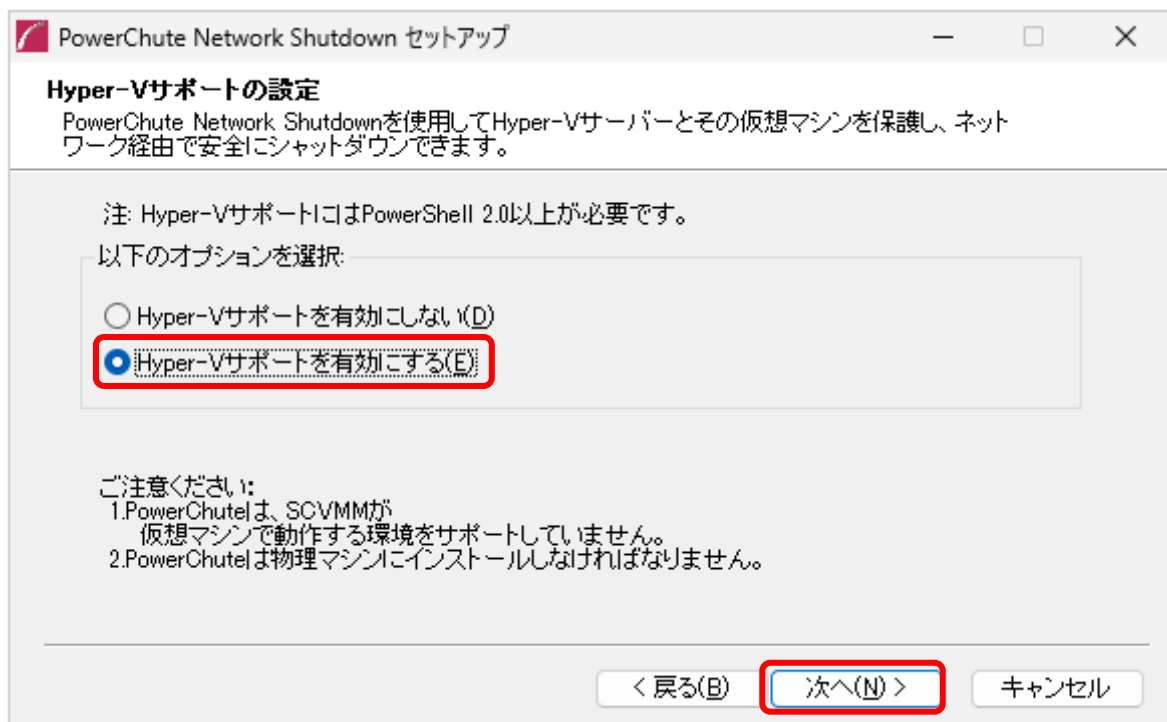 PowerChute Network Shutdown セットアップ
Hyper-Vサポートの設定
PowerChute Network Shutdownを使用してHyper-Vサーバーとその仮想マシンを保護し、ネット
ワーク経由で安全にシャットダウンできます。
注: Hyper-VサポートにはPowerShell 2.0以上が必要です。
以下のオプションを選択:
Hyper-Vサポートを有効にしない(D)
Hyper-Vサポートを有効にする(E)
ご注意ください:
1.PowerChuteは、SCVMMが
仮想マシンで動作する環境をサポートしていません。
2.PowerChuteは物理マシンにインストールしなければなりません。
< 戻る(B) 次へ(N) > キャンセル